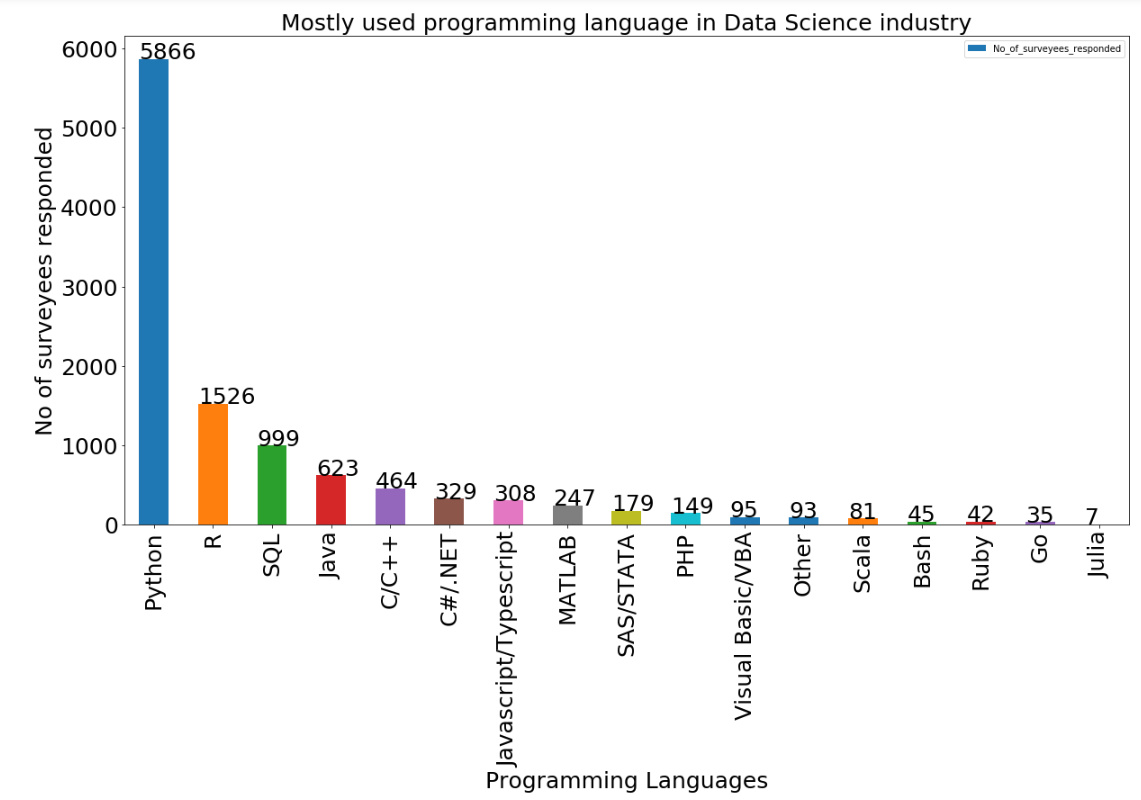 Mostly used programming language in Data Science industry
No_of_surveyees_responded
No of surveyees responded
6000
5000
4000
3000
2000
1000
0
5866
1526
999
623
464
329
308
247
179
149
95
93
81
45
42
35
7
Python
R
SQL
Java
C/C++
C#/.NET
Javascript/Typescript
MATLAB
SAS/STATA
PHP
Visual Basic/VBA
Other
Scala
Bash
Ruby
Go
Julia
Programming Languages